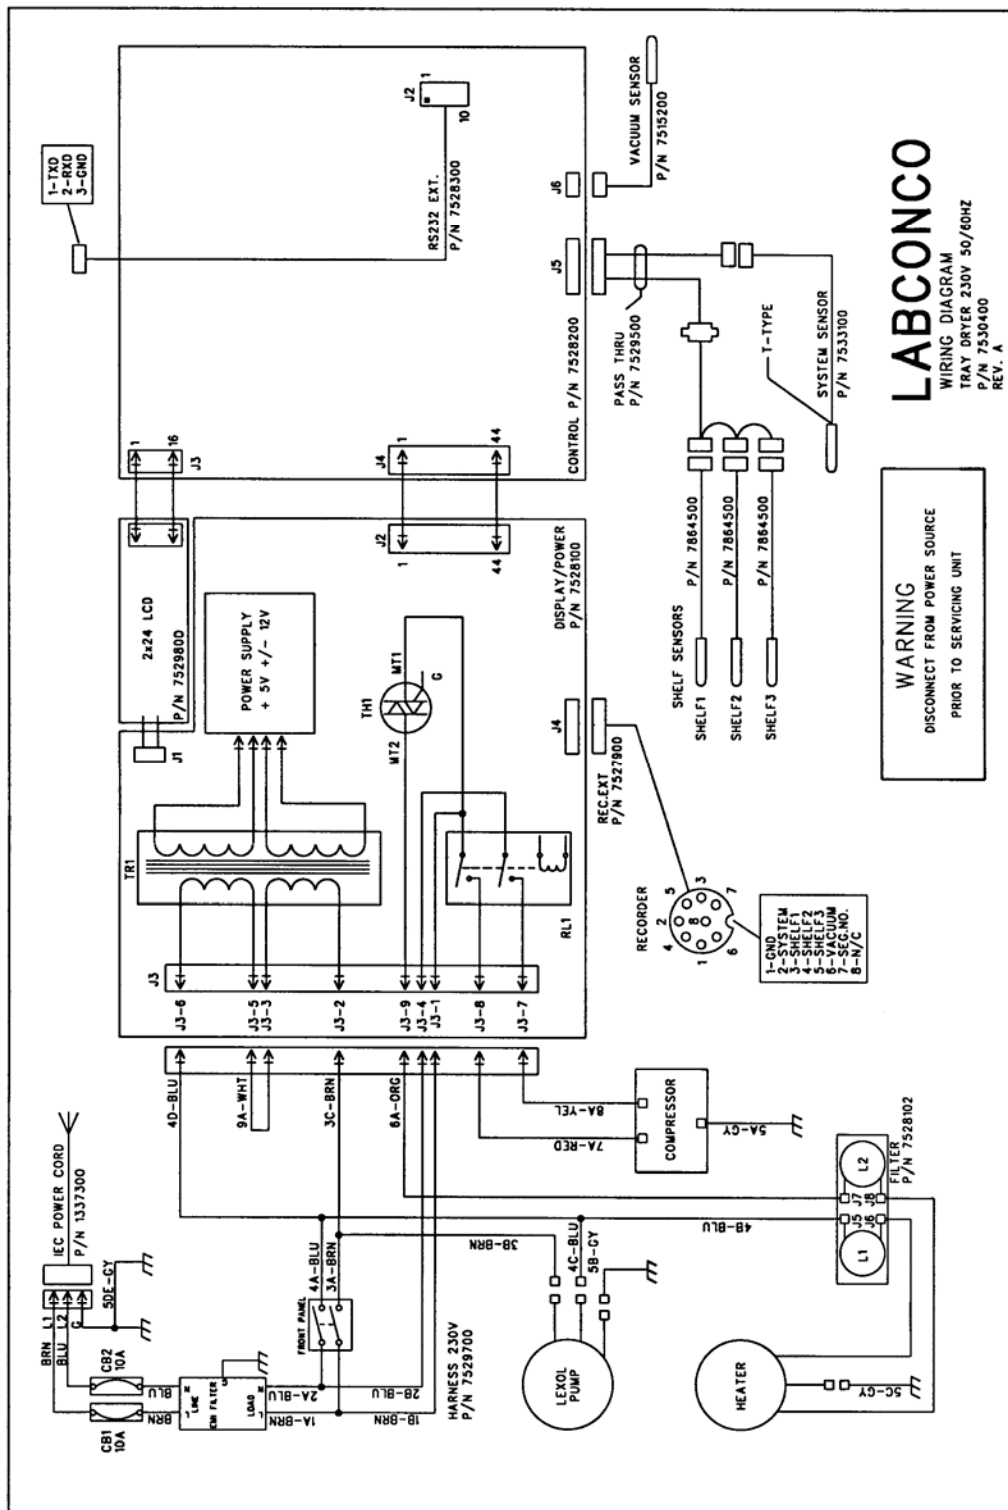 IEC POWER CORD
P/N 1337300
BRN L1
BLU L2
G
5DE-GY
CB2
10A
CB1
10A
BLU
BRN
N
LINE
L
EMI FILTER
G
N
LOAD
L
2A-BLU
1A-BRN
FRONT PANEL
4A-BLU
3A-BRN
2B-BLU
1B-BRN
HARNESS 230V
P/N 7529700
4D-BLU
9A-WHT
3C-BRN
6A-ORG
8A-YEL
7A-RED
3B-BRN
4C-BLU
5B-GY
4B-BLU
LEXOL
PUMP
HEATER
5C-GY
COMPRESSOR
5A-GY
J5
J6
J7
J8
L1
L2
FILTER
P/N 7528102
J3
J3-6
J3-5
J3-3
J3-2
J3-9
J3-4
J3-1
J3-8
J3-7
TR1
J1
2x24 LCD
P/N 7529800
POWER SUPPLY
+ 5V +/- 12V
TH1
MT2
MT1
G
RL1
J2
1
44
DISPLAY/POWER
P/N 7528100
J4
REC.EXT
P/N 7527900
RECORDER
5
3
2
8
7
4
1
6
1-GND
2-SYSTEM
3-SHELF1
4-SHELF2
5-SHELF3
6-VACUUM
7-SEG.NO.
8-N/C
1-TXD
2-RXD
3-GND
J2
1
10
RS232 EXT.
P/N 7528300
1
16
J3
J4
1
44
CONTROL P/N 7528200
J5
J6
VACUUM SENSOR
P/N 7515200
PASS THRU
P/N 7529500
T-TYPE
SYSTEM SENSOR
P/N 7533100
SHELF SENSORS
SHELF1
P/N 7864500
SHELF2
P/N 7864500
SHELF3
P/N 7864500
WARNING
DISCONNECT FROM POWER SOURCE
PRIOR TO SERVICING UNIT
LABCONCO
WIRING DIAGRAM
TRAY DRYER 230V 50/60HZ
P/N 7530400
REV. A